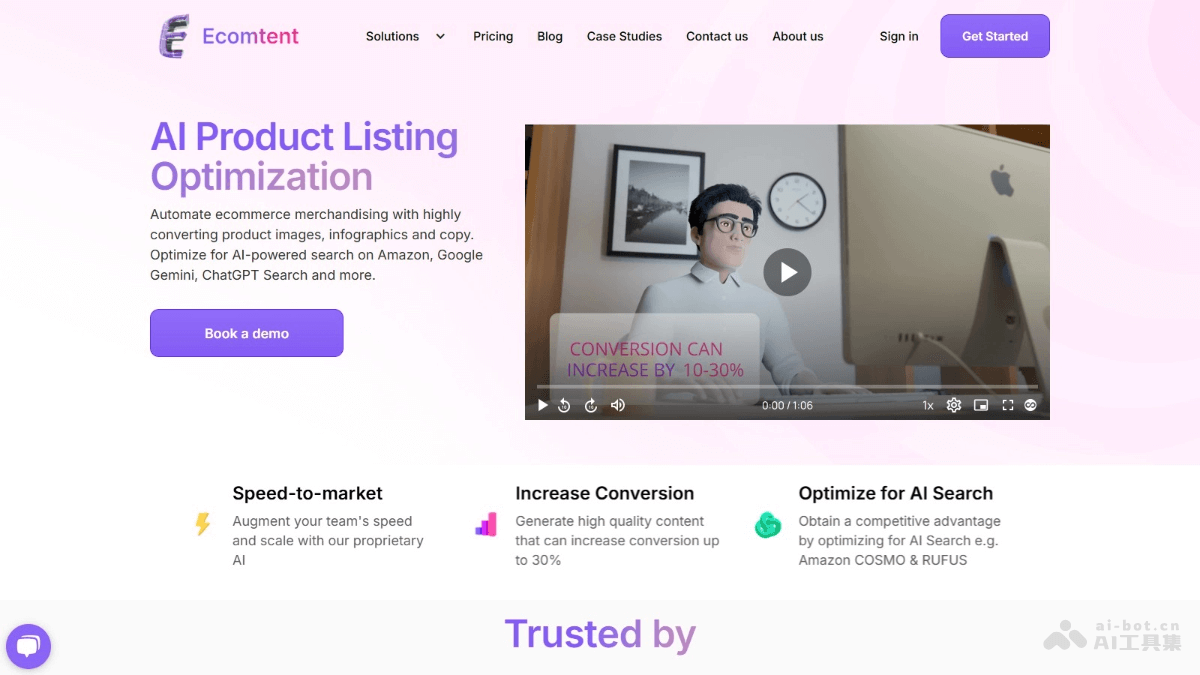 Ecomtent
Solutions
Pricing
Blog
Case Studies
Contact us
About us
Sign in
Get Started
AI Product Listing
Optimization
Automate ecommerce merchandising with highly
converting product images, infographics and copy.
Optimize for AI-powered search on Amazon, Google
Gemini, ChatGPT Search and more.
Book a demo
CONVERSION CAN
INCREASE BY 10-30%
0:00 / 1:06
1x
Speed-to-market
Augment your team's speed
and scale with our proprietary
AI
Increase Conversion
Generate high quality content
that can increase conversion up
to 30%
Optimize for AI Search
Obtain a competitive advantage
by optimizing for AI Search e.g.
Amazon COSMO & RUFUS
Trusted by
ai-bot.cn
AI工具集